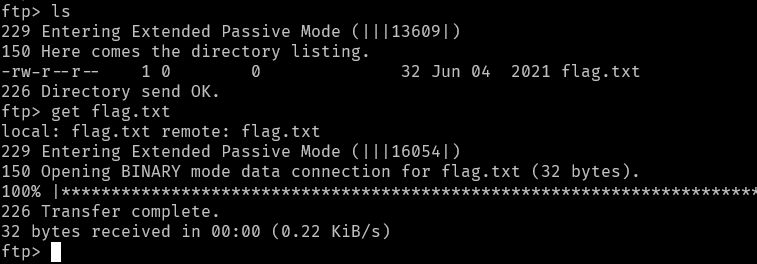 ftp> ls
229 Entering Extended Passive Mode (|||13609|)
150 Here comes the directory listing.
-rw-r--r--    1 0        0              32 Jun 04  2021 flag.txt
226 Directory send OK.
ftp> get flag.txt
local: flag.txt remote: flag.txt
229 Entering Extended Passive Mode (|||16054|)
150 Opening BINARY mode data connection for flag.txt (32 bytes).
100% |***********************************************************************
226 Transfer complete.
32 bytes received in 00:00 (0.22 KiB/s)
ftp>